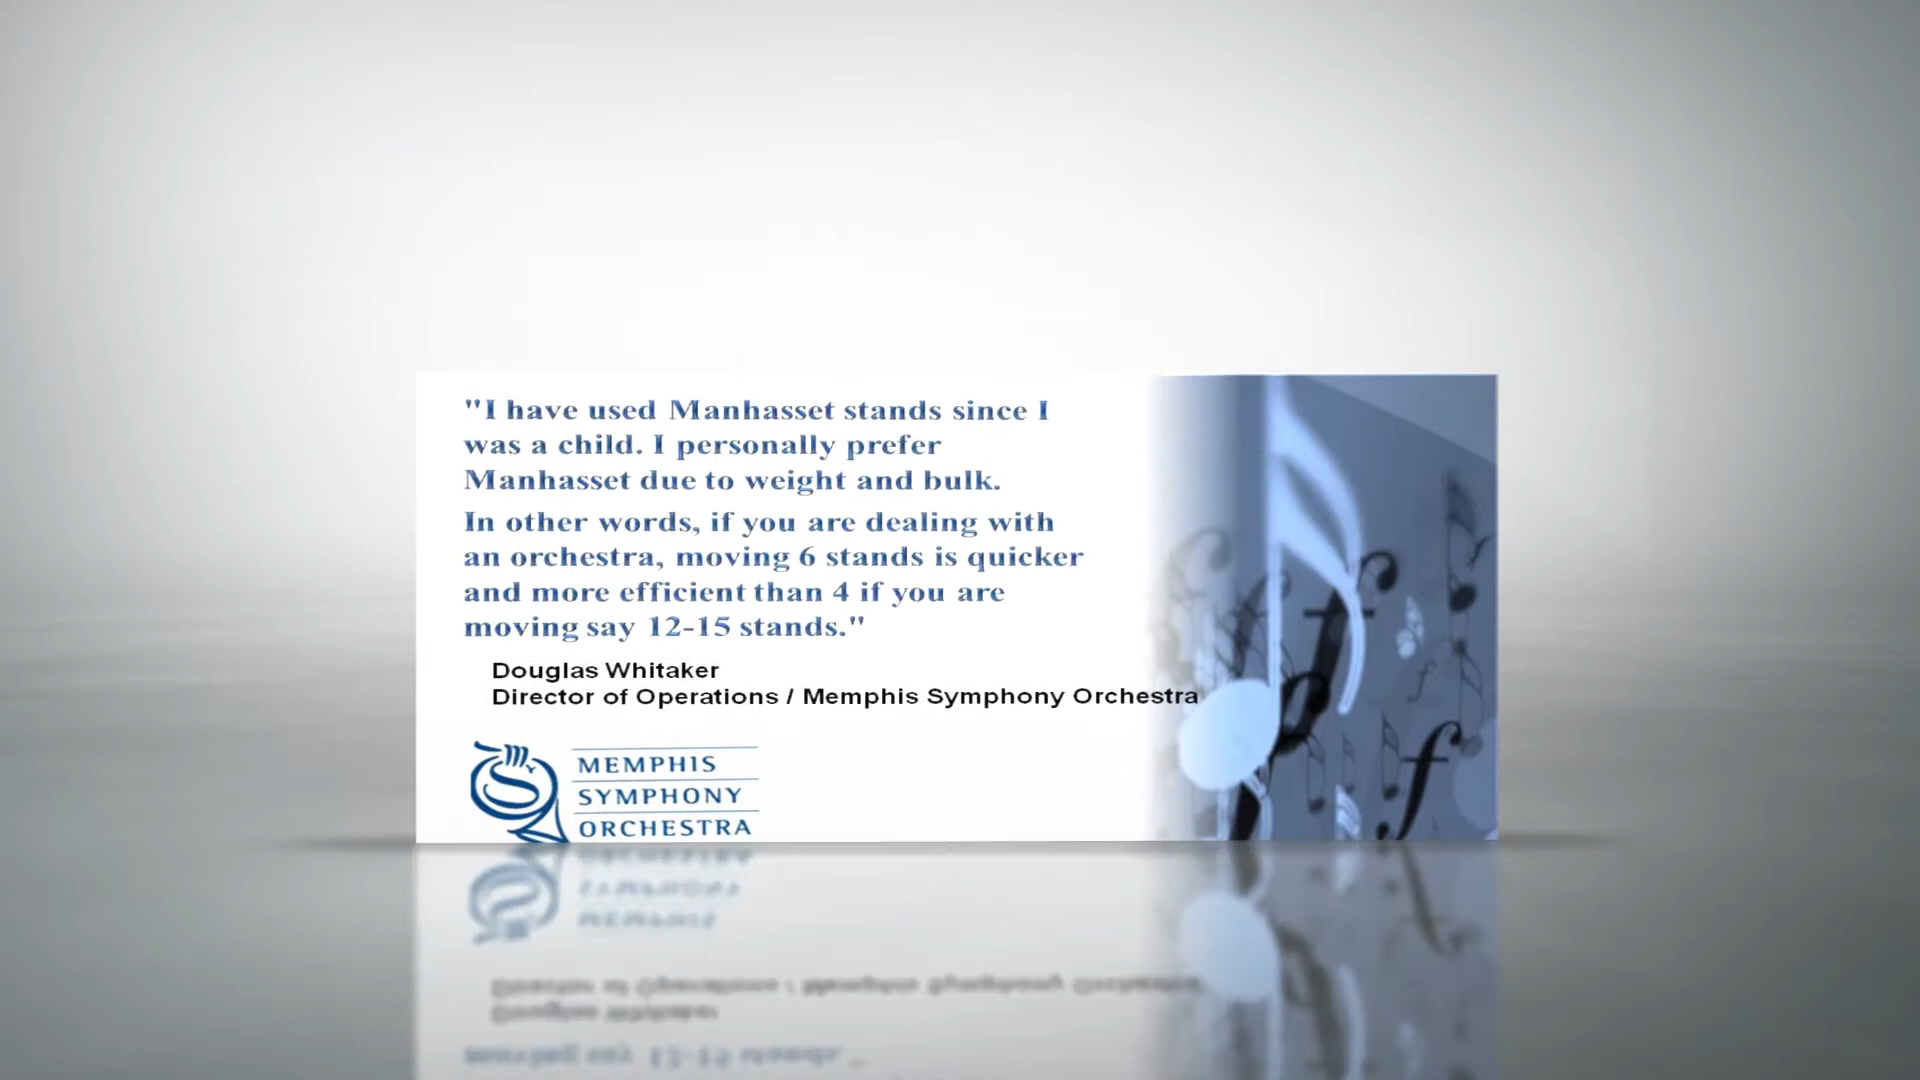 "I have used Manhasset stands since I
was a child. I personally prefer
Manhasset due to weight and bulk.
In other words, if you are dealing with
an orchestra, moving 6 stands is quicker
and more efficient than 4 if you are
moving say 12-15 stands."
Douglas Whitaker
Director of Operations / Memphis Symphony Orchestra
MEMPHIS
SYMPHONY
ORCHESTRA